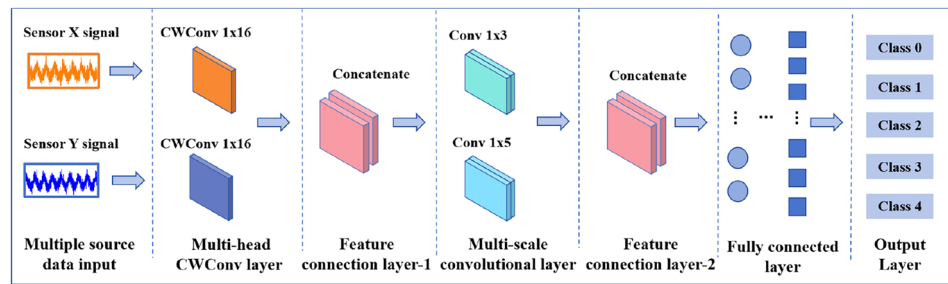 Sensor X signal
Sensor Y signal
Multiple source
data input
CWConv 1x16
CWConv 1x16
Multi-head
CWConv layer
Concatenate
Feature
connection layer-1
Conv 1x3
Conv 1x5
Multi-scale
convolutional layer
Concatenate
Feature
connection layer-2
Fully connected
layer
Class 0
Class 1
Class 2
Class 3
Class 4
Output
Layer